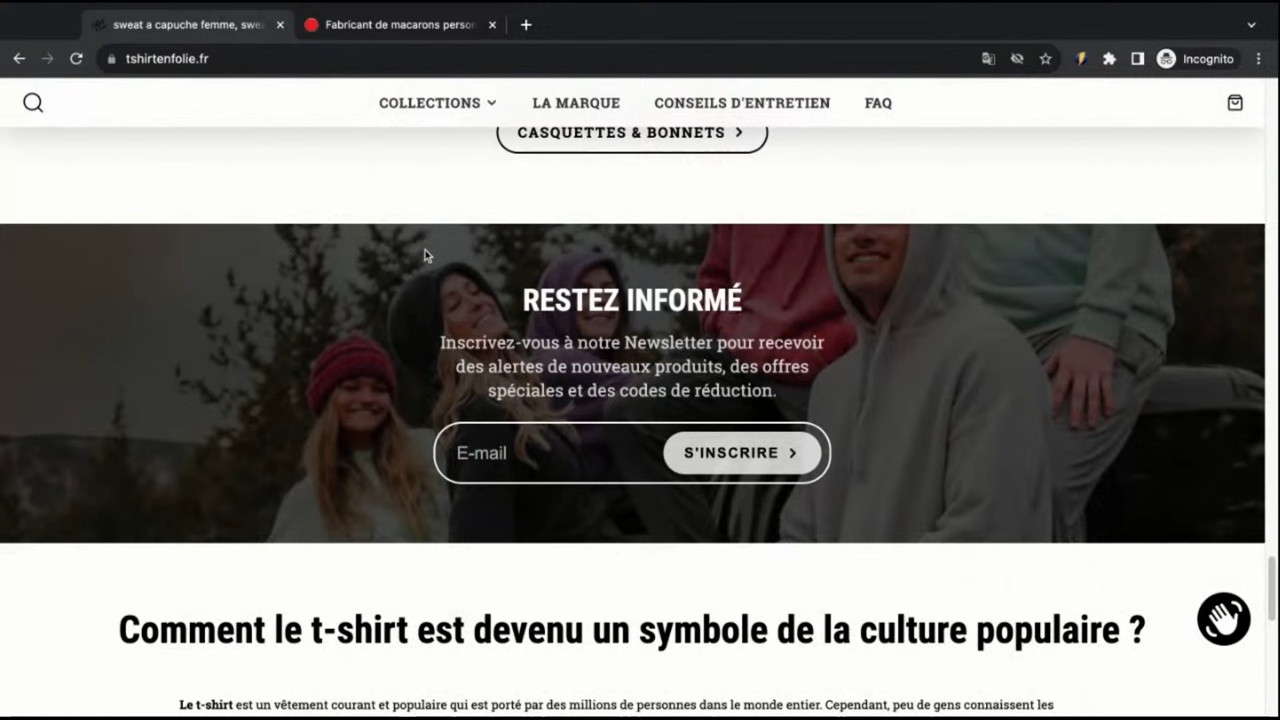 sweat a capuche femme, swea
Fabricant de macarons person
tshirtenfolie.fr
Incognito
COLLECTIONS
LA MARQUE
CONSEILS D'ENTRETIEN
FAQ
CASQUETTES & BONNETS
RESTEZ INFORMÉ
Inscrivez-vous à notre Newsletter pour recevoir
des alertes de nouveaux produits, des offres
spéciales et des codes de réduction.
E-mail
S'INSCRIRE
Comment le t-shirt est devenu un symbole de la culture populaire ?
Le t-shirt est un vêtement courant et populaire qui est porté par des millions de personnes dans le monde entier. Cependant, peu de gens connaissent les